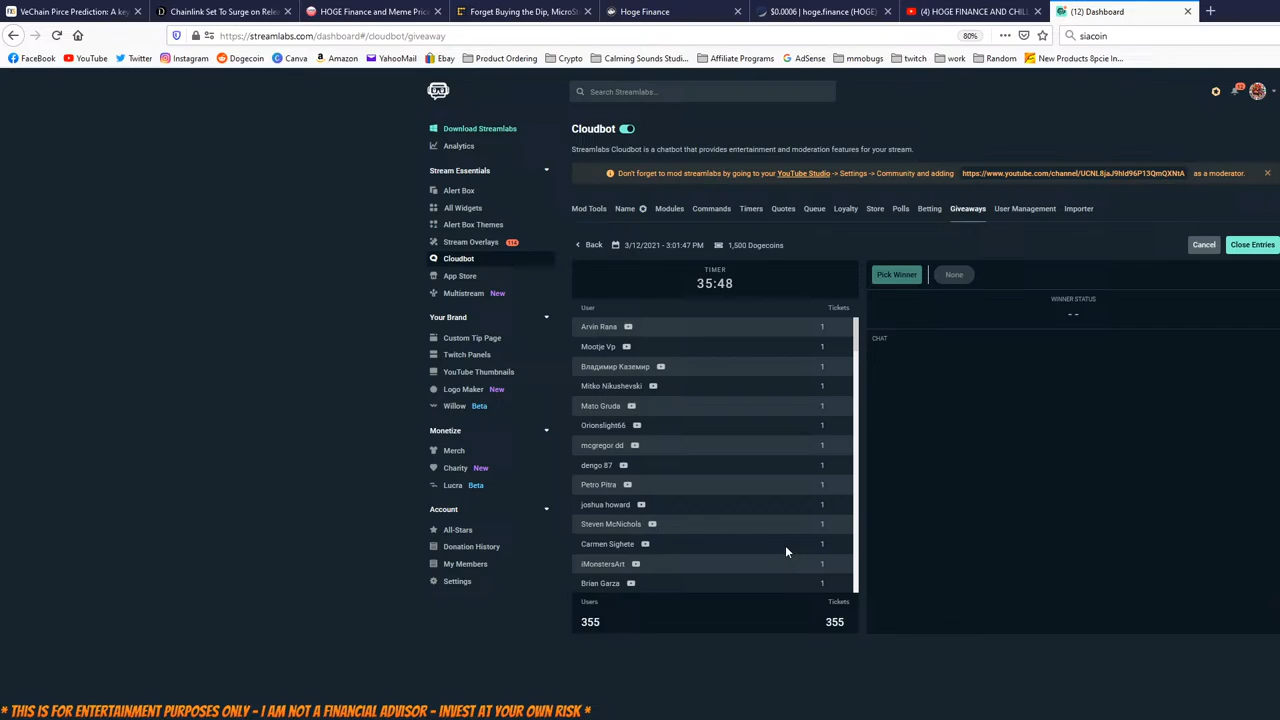 VeChain Pirce Prediction: A key
Chainlink Set To Surge on Relea
HOGE Finance and Meme Price
Forget Buying the Dip, MicroSt
Hoge Finance
$0.0006 | hoge.finance (HOGE)
(4) HOGE FINANCE AND CHILL
(12) Dashboard
https://streamlabs.com/dashboard#/cloudbot/giveaway
80%
siacoin
FaceBook
YouTube
Twitter
Instagram
Dogecoin
Canva
Amazon
YahooMail
Ebay
Product Ordering
Crypto
Calming Sounds Studi...
Affiliate Programs
AdSense
mmobugs
twitch
work
Random
New Products 8pcie In...
Search Streamlabs...
Download Streamlabs
Analytics
Stream Essentials
Alert Box
All Widgets
Alert Box Themes
Stream Overlays 114
Cloudbot
App Store
Multistream New
Your Brand
Custom Tip Page
Twitch Panels
YouTube Thumbnails
Logo Maker New
Willow Beta
Monetize
Merch
Charity New
Lucra Beta
Account
All-Stars
Donation History
My Members
Settings
Cloudbot
Streamlabs Cloudbot is a chatbot that provides entertainment and moderation features for your stream.
Don't forget to mod streamlabs by going to your YouTube Studio -> Settings -> Community and adding https://www.youtube.com/channel/UCNL8jaJ9hId96P13QmQXNtA as a moderator.
Mod Tools Name Modules Commands Timers Quotes Queue Loyalty Store Polls Betting Giveaways User Management Importer
Back 3/12/2021 - 3:01:47 PM 1,500 Dogecoins Cancel Close Entries
TIMER
35:48
User Tickets
Arvin Rana 1
Mootje Vp 1
Владимир Каземир 1
Mitko Nikushevski 1
Mato Gruda 1
Orionslight66 1
mcgregor dd 1
dengo 87 1
Petro Pitra 1
joshua howard 1
Steven McNichols 1
Carmen Sighete 1
iMonstersArt 1
Brian Garza 1
Users Tickets
355 355
Pick Winner None
WINNER STATUS
--
CHAT
* THIS IS FOR ENTERTAINMENT PURPOSES ONLY - I AM NOT A FINANCIAL ADVISOR - INVEST AT YOUR OWN RISK *